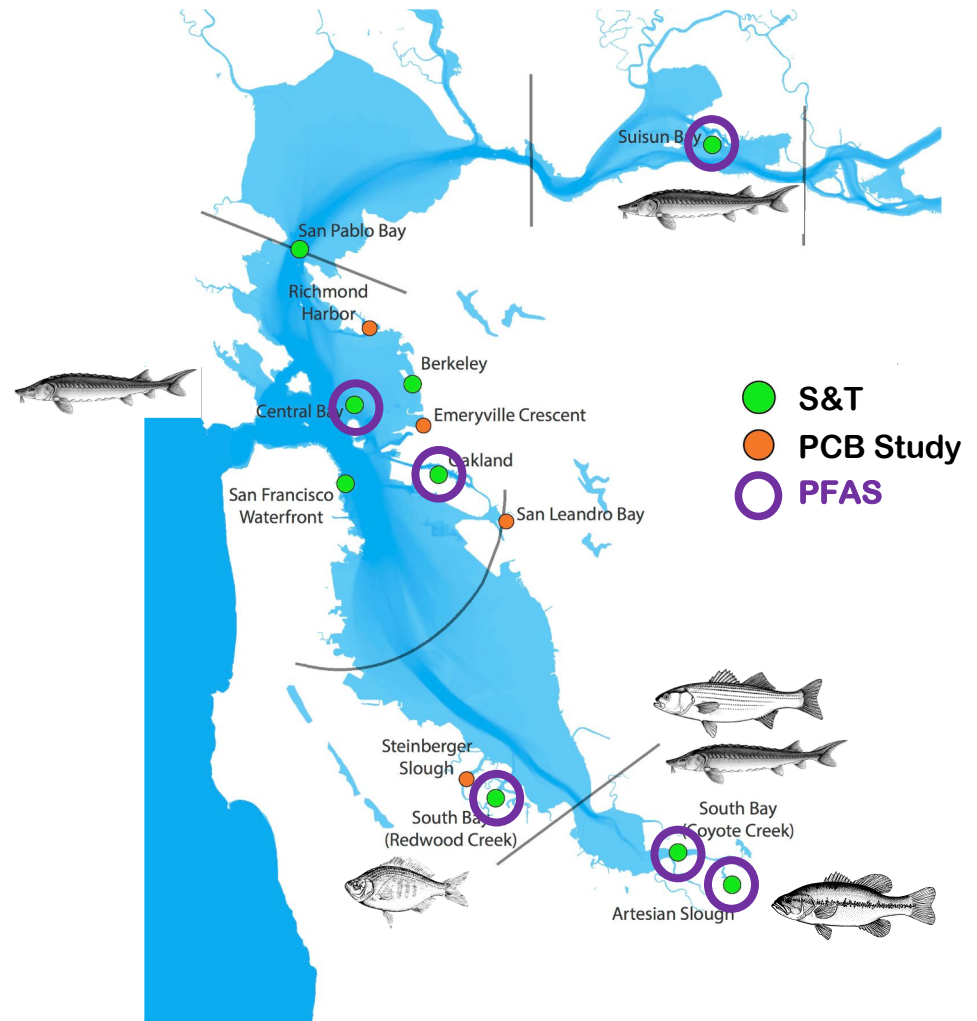 Suisun Bay
San Pablo Bay
Richmond
Harbor
Berkeley
Central Bay
Emeryville Crescent
Oakland
San Francisco
Waterfront
San Leandro Bay
S&T
PCB Study
PFAS
Steinberger
Slough
South Bay
(Redwood Creek)
South Bay
(Coyote Creek)
Artesian Slough